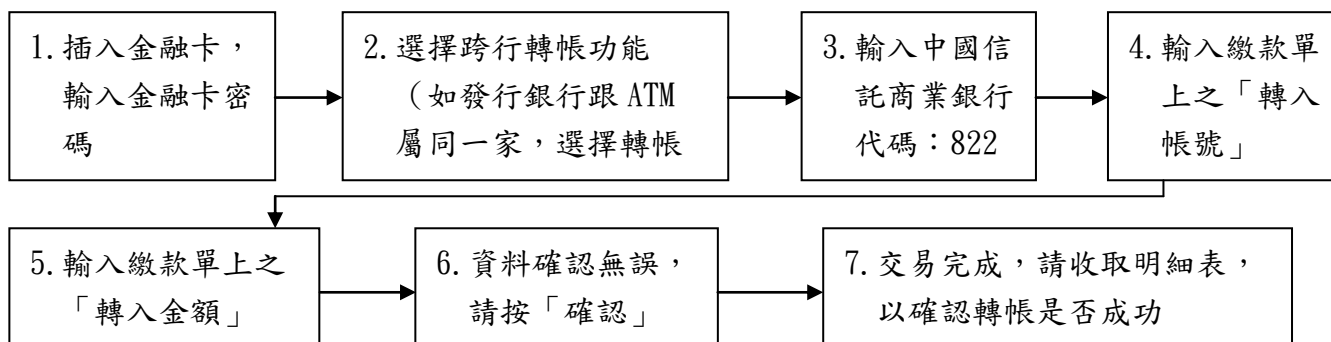 1.插入金融卡，
輸入金融卡密
碼
2.選擇跨行轉帳功能
（如發行銀行跟 ATM
屬同一家，選擇轉帳
3.輸入中國信
託商業銀行
代碼：822
4.輸入繳款單
上之「轉入
帳號」
5.輸入繳款單上之
「轉入金額」
6.資料確認無誤，
請按「確認」
7.交易完成，請收取明細表，
以確認轉帳是否成功